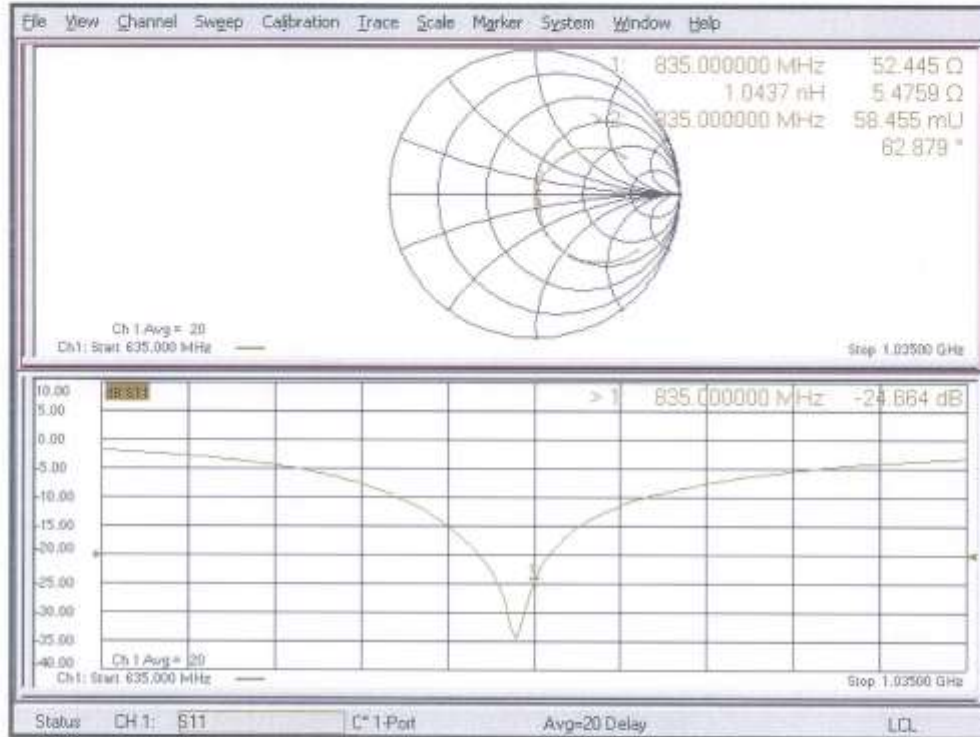 File View Channel Sweep Calibration Trace Scale Marker System Window Help
1: 835.000000 MHz 52.445 Ω
1.0437 nH 5.4759 Ω
> 2: 835.000000 MHz 58.455 mU
62.879 °
Ch 1 Avg = 20
Ch1: Start 635.000 MHz
Stop 1.03500 GHz
10.00
dB S11
> 1: 835.000000 MHz -24.664 dB
5.00
0.00
-5.00
-10.00
-15.00
-20.00
-25.00
1
-30.00
-35.00
-40.00
Ch 1 Avg = 20
Ch1: Start 635.000 MHz
Stop 1.03500 GHz
Status CH 1: S11 C* 1-Port Avg=20 Delay LCL